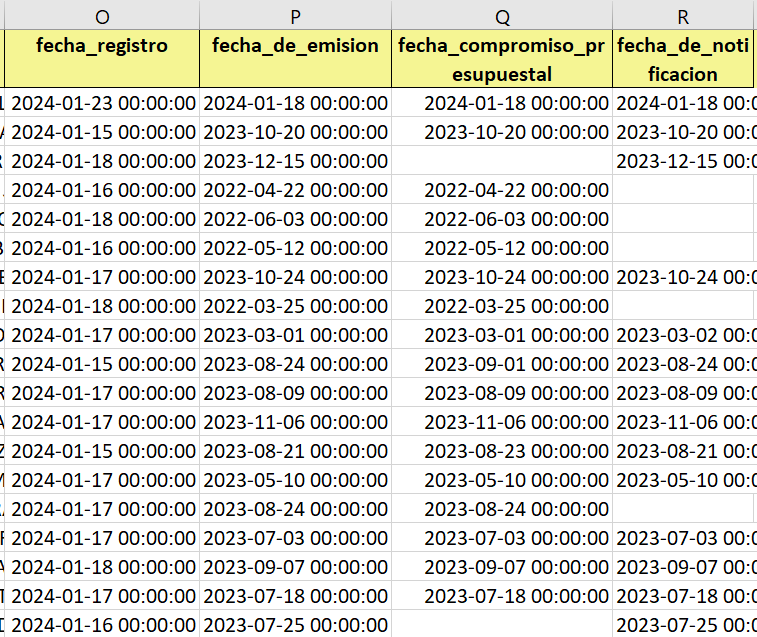 O P Q R
fecha_registro fecha_de_emision fecha_compromiso_pr fecha_de_noti
esupuestal ficacion
2024-01-23 00:00:00 2024-01-18 00:00:00 2024-01-18 00:00:00 2024-01-18 00:0
2024-01-15 00:00:00 2023-10-20 00:00:00 2023-10-20 00:00:00 2023-10-20 00:0
2024-01-18 00:00:00 2023-12-15 00:00:00 2023-12-15 00:0
2024-01-16 00:00:00 2022-04-22 00:00:00 2022-04-22 00:00:00
2024-01-18 00:00:00 2022-06-03 00:00:00 2022-06-03 00:00:00
2024-01-16 00:00:00 2022-05-12 00:00:00 2022-05-12 00:00:00
2024-01-17 00:00:00 2023-10-24 00:00:00 2023-10-24 00:00:00 2023-10-24 00:0
2024-01-18 00:00:00 2022-03-25 00:00:00 2022-03-25 00:00:00
2024-01-17 00:00:00 2023-03-01 00:00:00 2023-03-01 00:00:00 2023-03-02 00:0
2024-01-15 00:00:00 2023-08-24 00:00:00 2023-09-01 00:00:00 2023-08-24 00:0
2024-01-17 00:00:00 2023-08-09 00:00:00 2023-08-09 00:00:00 2023-08-09 00:0
2024-01-17 00:00:00 2023-11-06 00:00:00 2023-11-06 00:00:00 2023-11-06 00:0
2024-01-15 00:00:00 2023-08-21 00:00:00 2023-08-23 00:00:00 2023-08-21 00:0
2024-01-17 00:00:00 2023-05-10 00:00:00 2023-05-10 00:00:00 2023-05-10 00:0
2024-01-17 00:00:00 2023-08-24 00:00:00 2023-08-24 00:00:00
2024-01-17 00:00:00 2023-07-03 00:00:00 2023-07-03 00:00:00 2023-07-03 00:0
2024-01-18 00:00:00 2023-09-07 00:00:00 2023-09-07 00:00:00 2023-09-07 00:0
2024-01-17 00:00:00 2023-07-18 00:00:00 2023-07-18 00:00:00 2023-07-18 00:0
2024-01-16 00:00:00 2023-07-25 00:00:00 2023-07-25 00:0